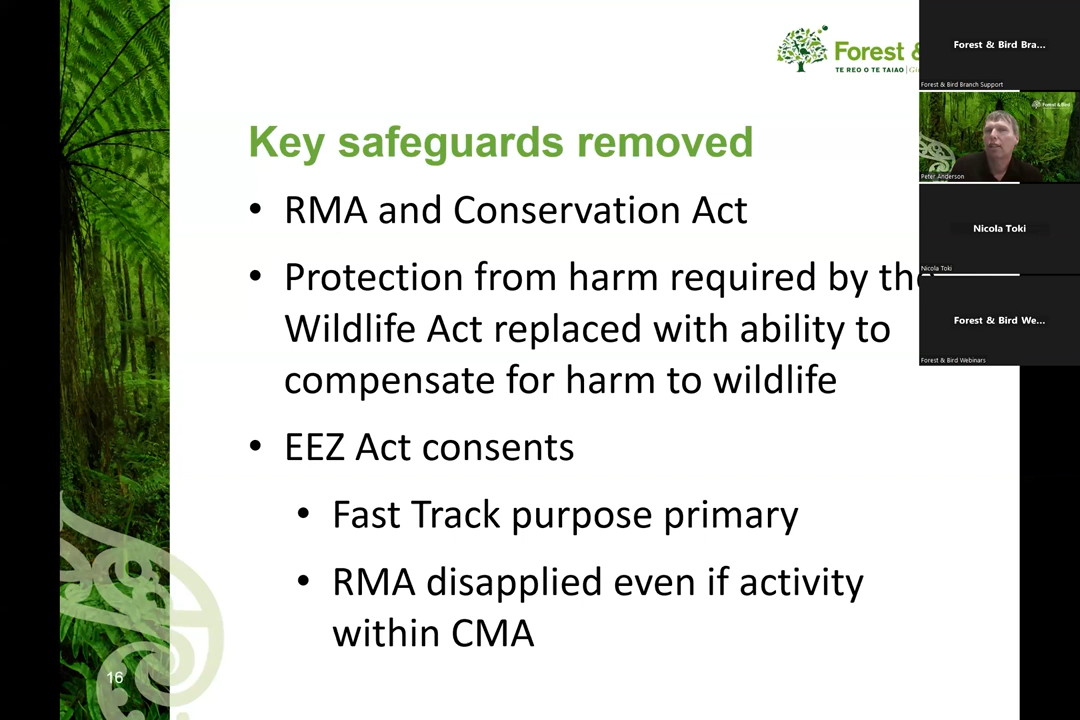 Forest &
TE REO O TE TAIAO |
Key safeguards removed
• RMA and Conservation Act
• Protection from harm required by the
Wildlife Act replaced with ability to
compensate for harm to wildlife
• EEZ Act consents
• Fast Track purpose primary
• RMA disapplied even if activity
within CMA
16
Forest & Bird Bra...
Forest & Bird Branch Support
Forest & Bird
Peter Anderson
Nicola Toki
Nicola Toki
Forest & Bird We...
Forest & Bird Webinars